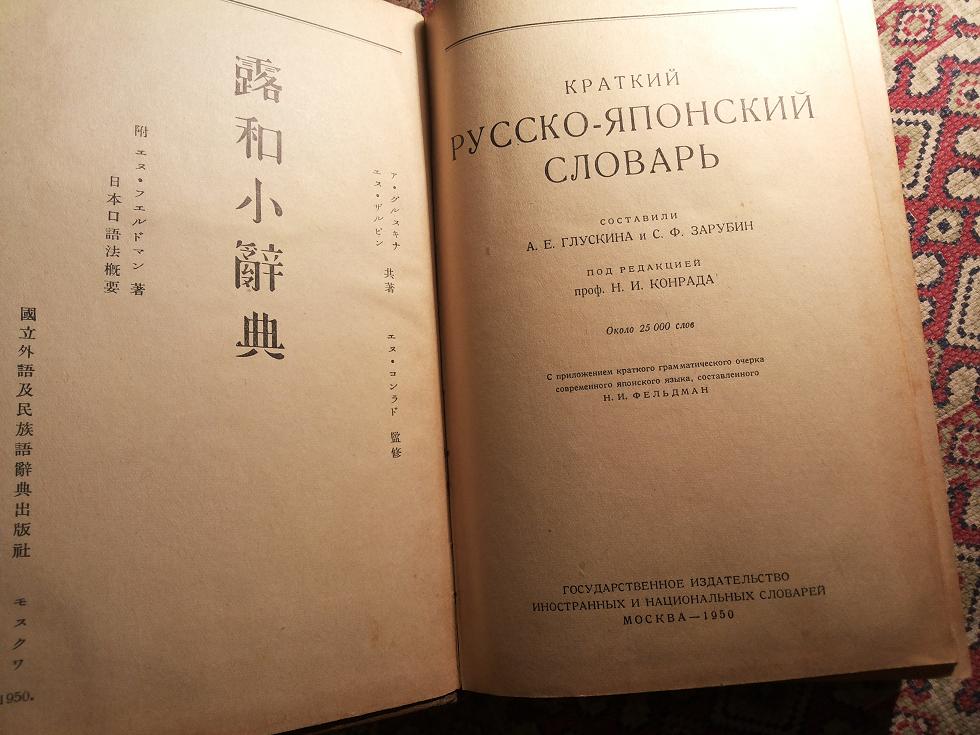 ア・グルスキナ
エヌ・ザルビン 共著
エヌ・コンラド 監修
露和小辭典
附 エヌ・フェルドマン 著
日本口語法概要
國立外語及民族語辭典出版社 モスクワ
1950.
КРАТКИЙ
РУССКО-ЯПОНСКИЙ
СЛОВАРЬ
СОСТАВИЛИ
А. Е. ГЛУСКИНА и С. Ф. ЗАРУБИН
ПОД РЕДАКЦИЕЙ
проф. Н. И. КОНРАДА
Около 25 000 слов
С приложением краткого грамматического очерка
современного японского языка, составленного
Н. И. ФЕЛЬДМАН
ГОСУДАРСТВЕННОЕ ИЗДАТЕЛЬСТВО
ИНОСТРАННЫХ И НАЦИОНАЛЬНЫХ СЛОВАРЕЙ
МОСКВА—1950